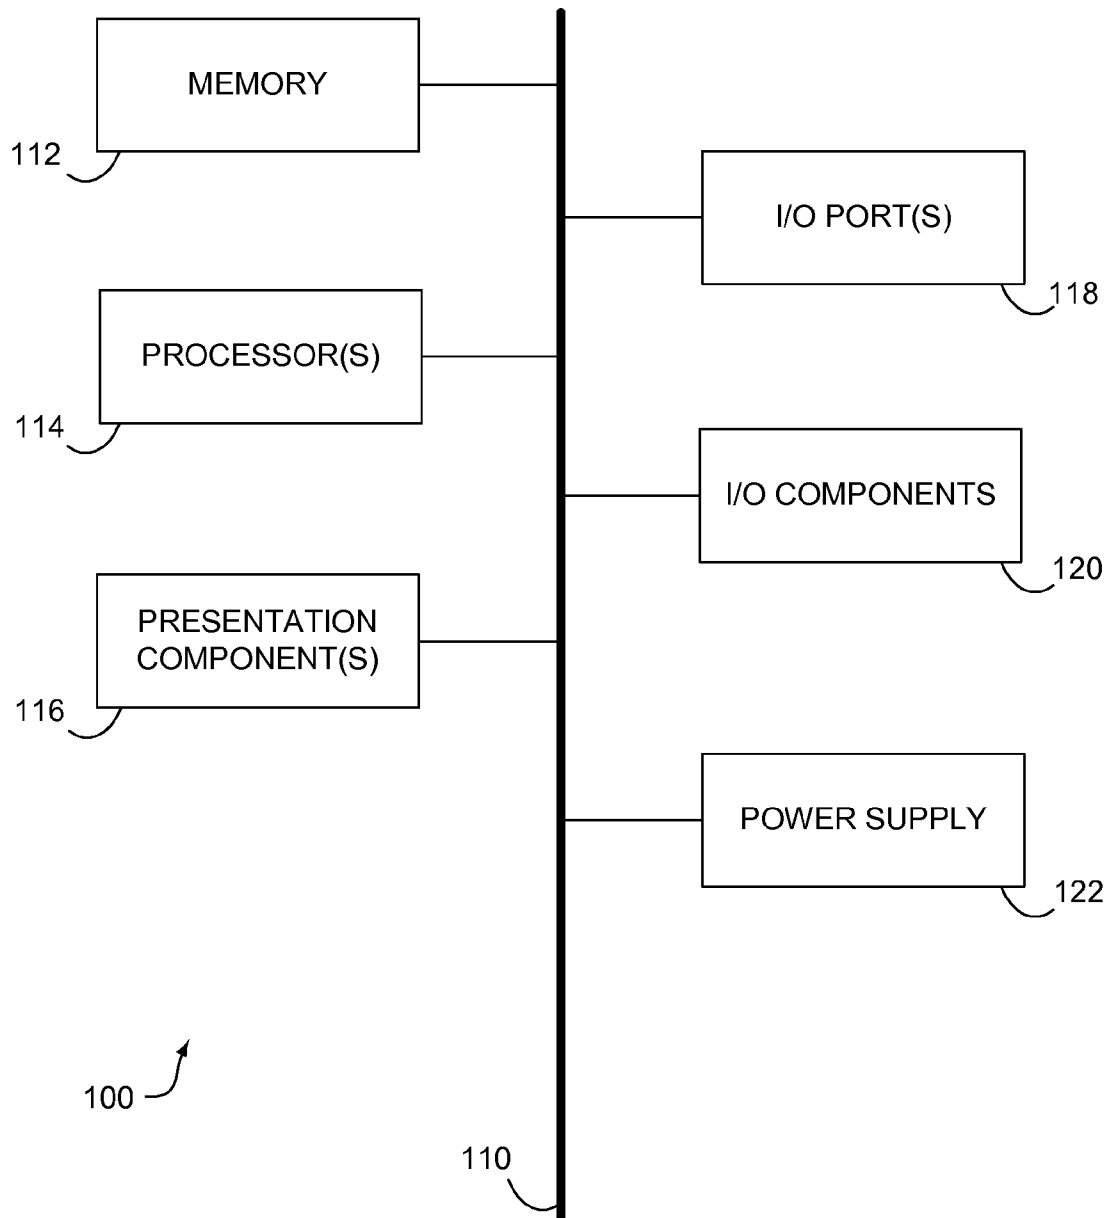 MEMORY
112
I/O PORT(S)
118
PROCESSOR(S)
114
I/O COMPONENTS
120
PRESENTATION
COMPONENT(S)
116
POWER SUPPLY
122
100
110